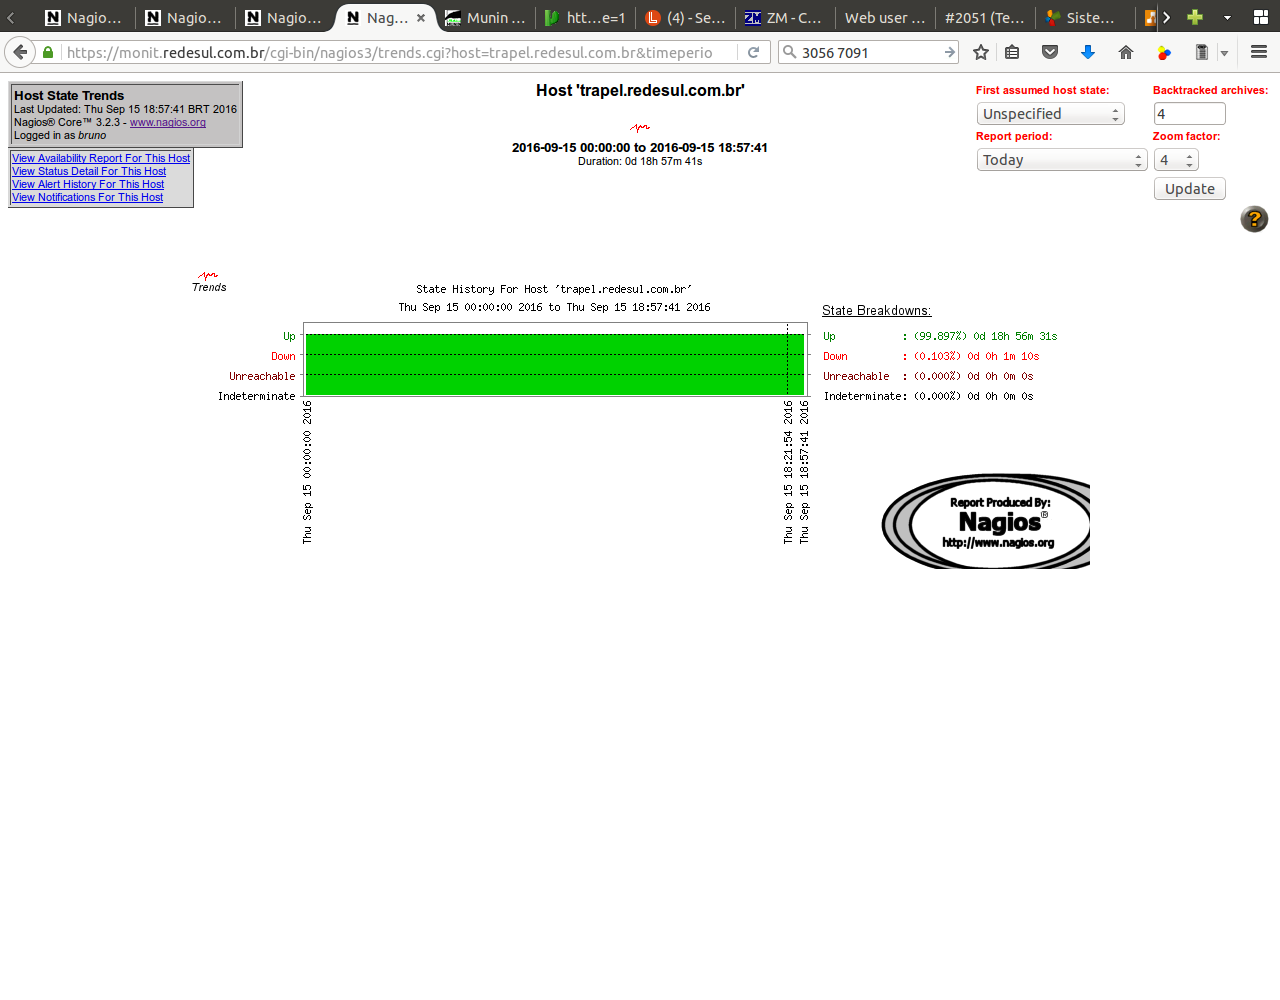 Nagio... Nagio... Nagio... Nag... × Munin ... htt...e=1 (4) - Se... ZM - C... Web user ... #2051 (Te... Siste...
https://monit.redesul.com.br/cgi-bin/nagios3/trends.cgi?host=trapel.redesul.com.br&timeperio
3056 7091
Host State Trends
Last Updated: Thu Sep 15 18:57:41 BRT 2016
Nagios® Core™ 3.2.3 - www.nagios.org
Logged in as bruno
View Availability Report For This Host
View Status Detail For This Host
View Alert History For This Host
View Notifications For This Host
Host 'trapel.redesul.com.br'
2016-09-15 00:00:00 to 2016-09-15 18:57:41
Duration: 0d 18h 57m 41s
First assumed host state:
Unspecified
Backtracked archives:
4
Report period:
Today
Zoom factor:
4
Update
?
Trends
State History For Host 'trapel.redesul.com.br'
Thu Sep 15 00:00:00 2016 to Thu Sep 15 18:57:41 2016
Up
Down
Unreachable
Indeterminate
Thu Sep 15 00:00:00 2016
Thu Sep 15 18:21:54 2016
Thu Sep 15 18:57:41 2016
State Breakdowns:
Up : (99.897%) 0d 18h 56m 31s
Down : (0.103%) 0d 0h 1m 10s
Unreachable : (0.000%) 0d 0h 0m 0s
Indeterminate: (0.000%) 0d 0h 0m 0s
Report Produced By:
Nagios®
http://www.nagios.org